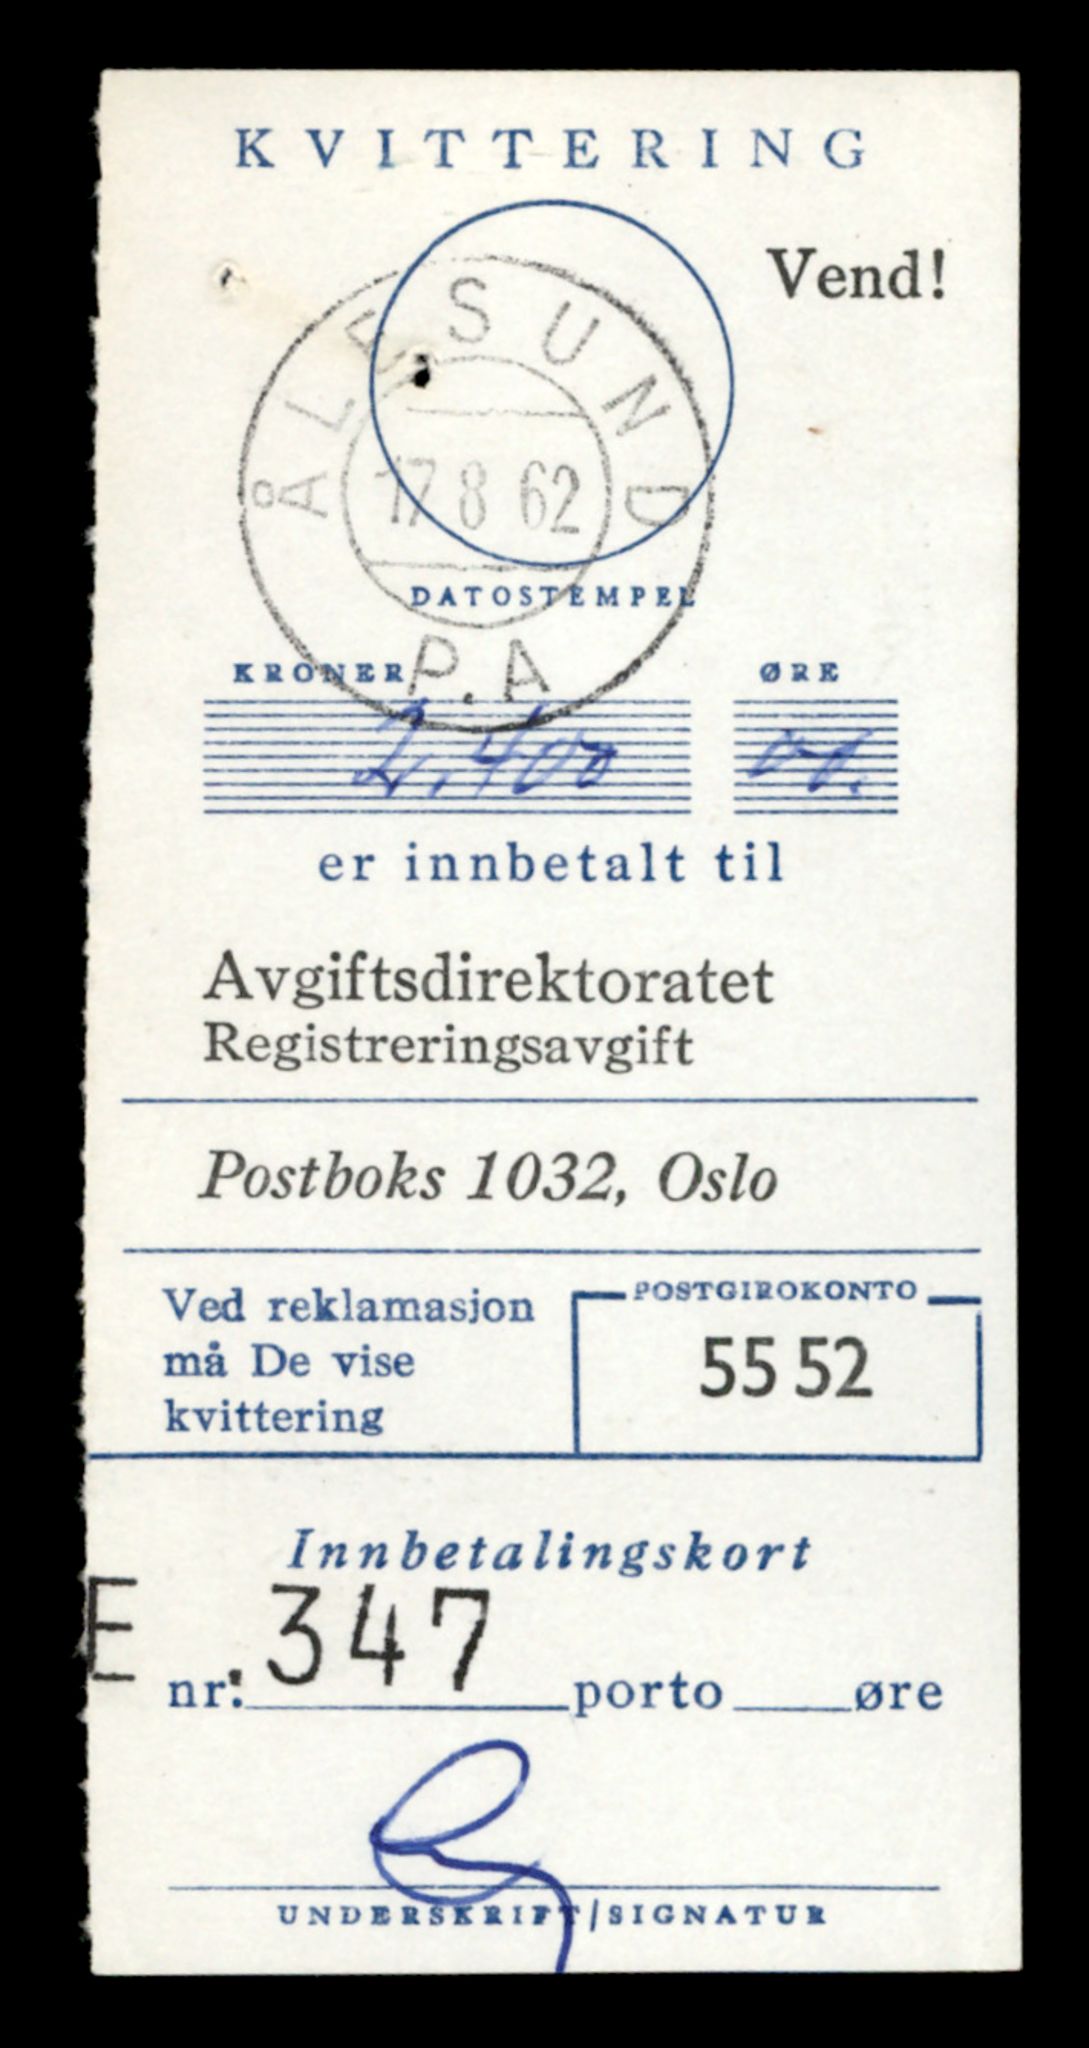 KVITTERING
Vend!
ÅLESUND
17 8 62
DATOSTEMPEL
P.A
KRONER ØRE
2,400 00.
er innbetalt til
Avgiftsdirektoratet
Registreringsavgift
Postboks 1032, Oslo
Ved reklamasjon
må De vise
kvittering
POSTGIROKONTO
55 52
Innbetalingskort
E nr. 347 porto øre
UNDERSKRIFT/SIGNATUR